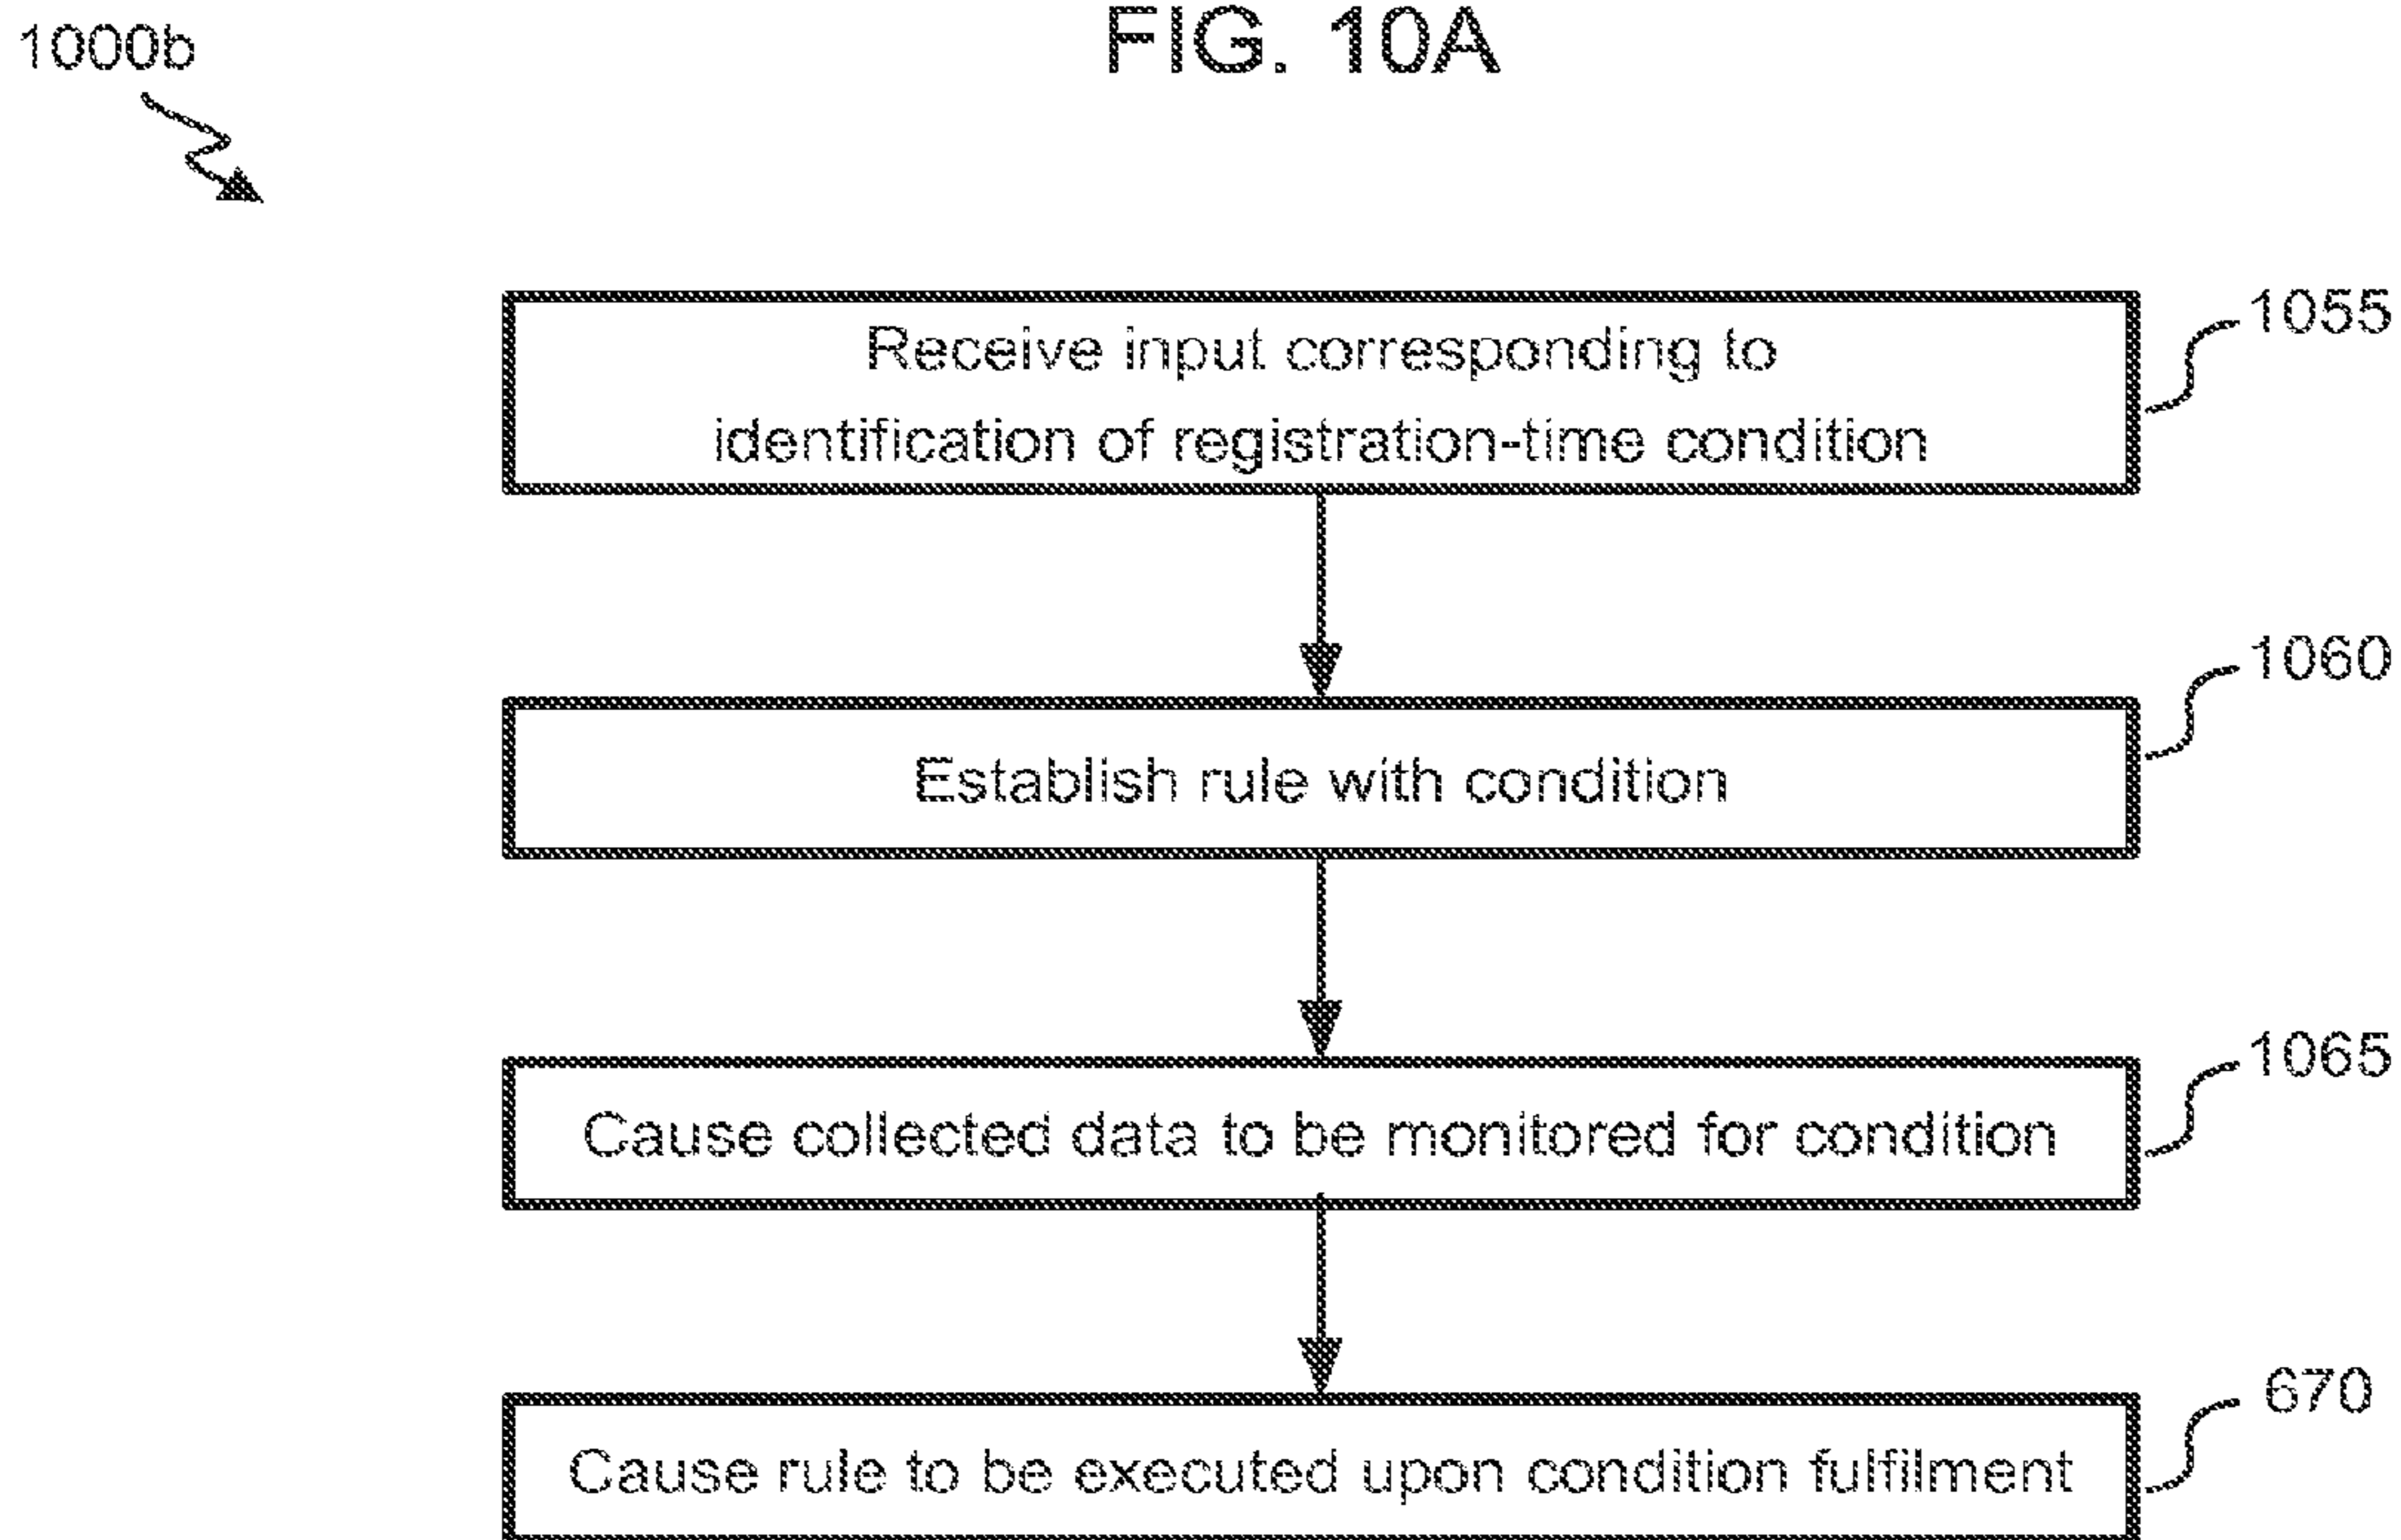 FIG. 10A
1000b
Receive input corresponding to
identification of registration-time condition
1055
Establish rule with condition
1060
Cause collected data to be monitored for condition
1065
Cause rule to be executed upon condition fulfilment
670